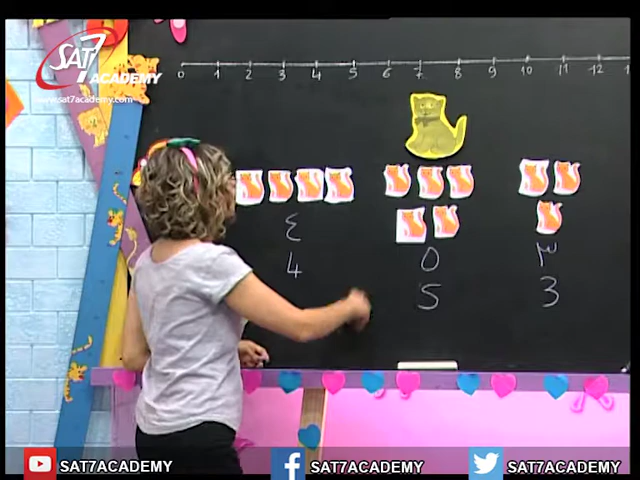 SAT7
ACADEMY
www.sat7academy.com
0 1 2 3 4 5 6 7 8 9 10 11 12
٤ ٥ ٣
4 5 3
SAT7ACADEMY SAT7ACADEMY SAT7ACADEMY